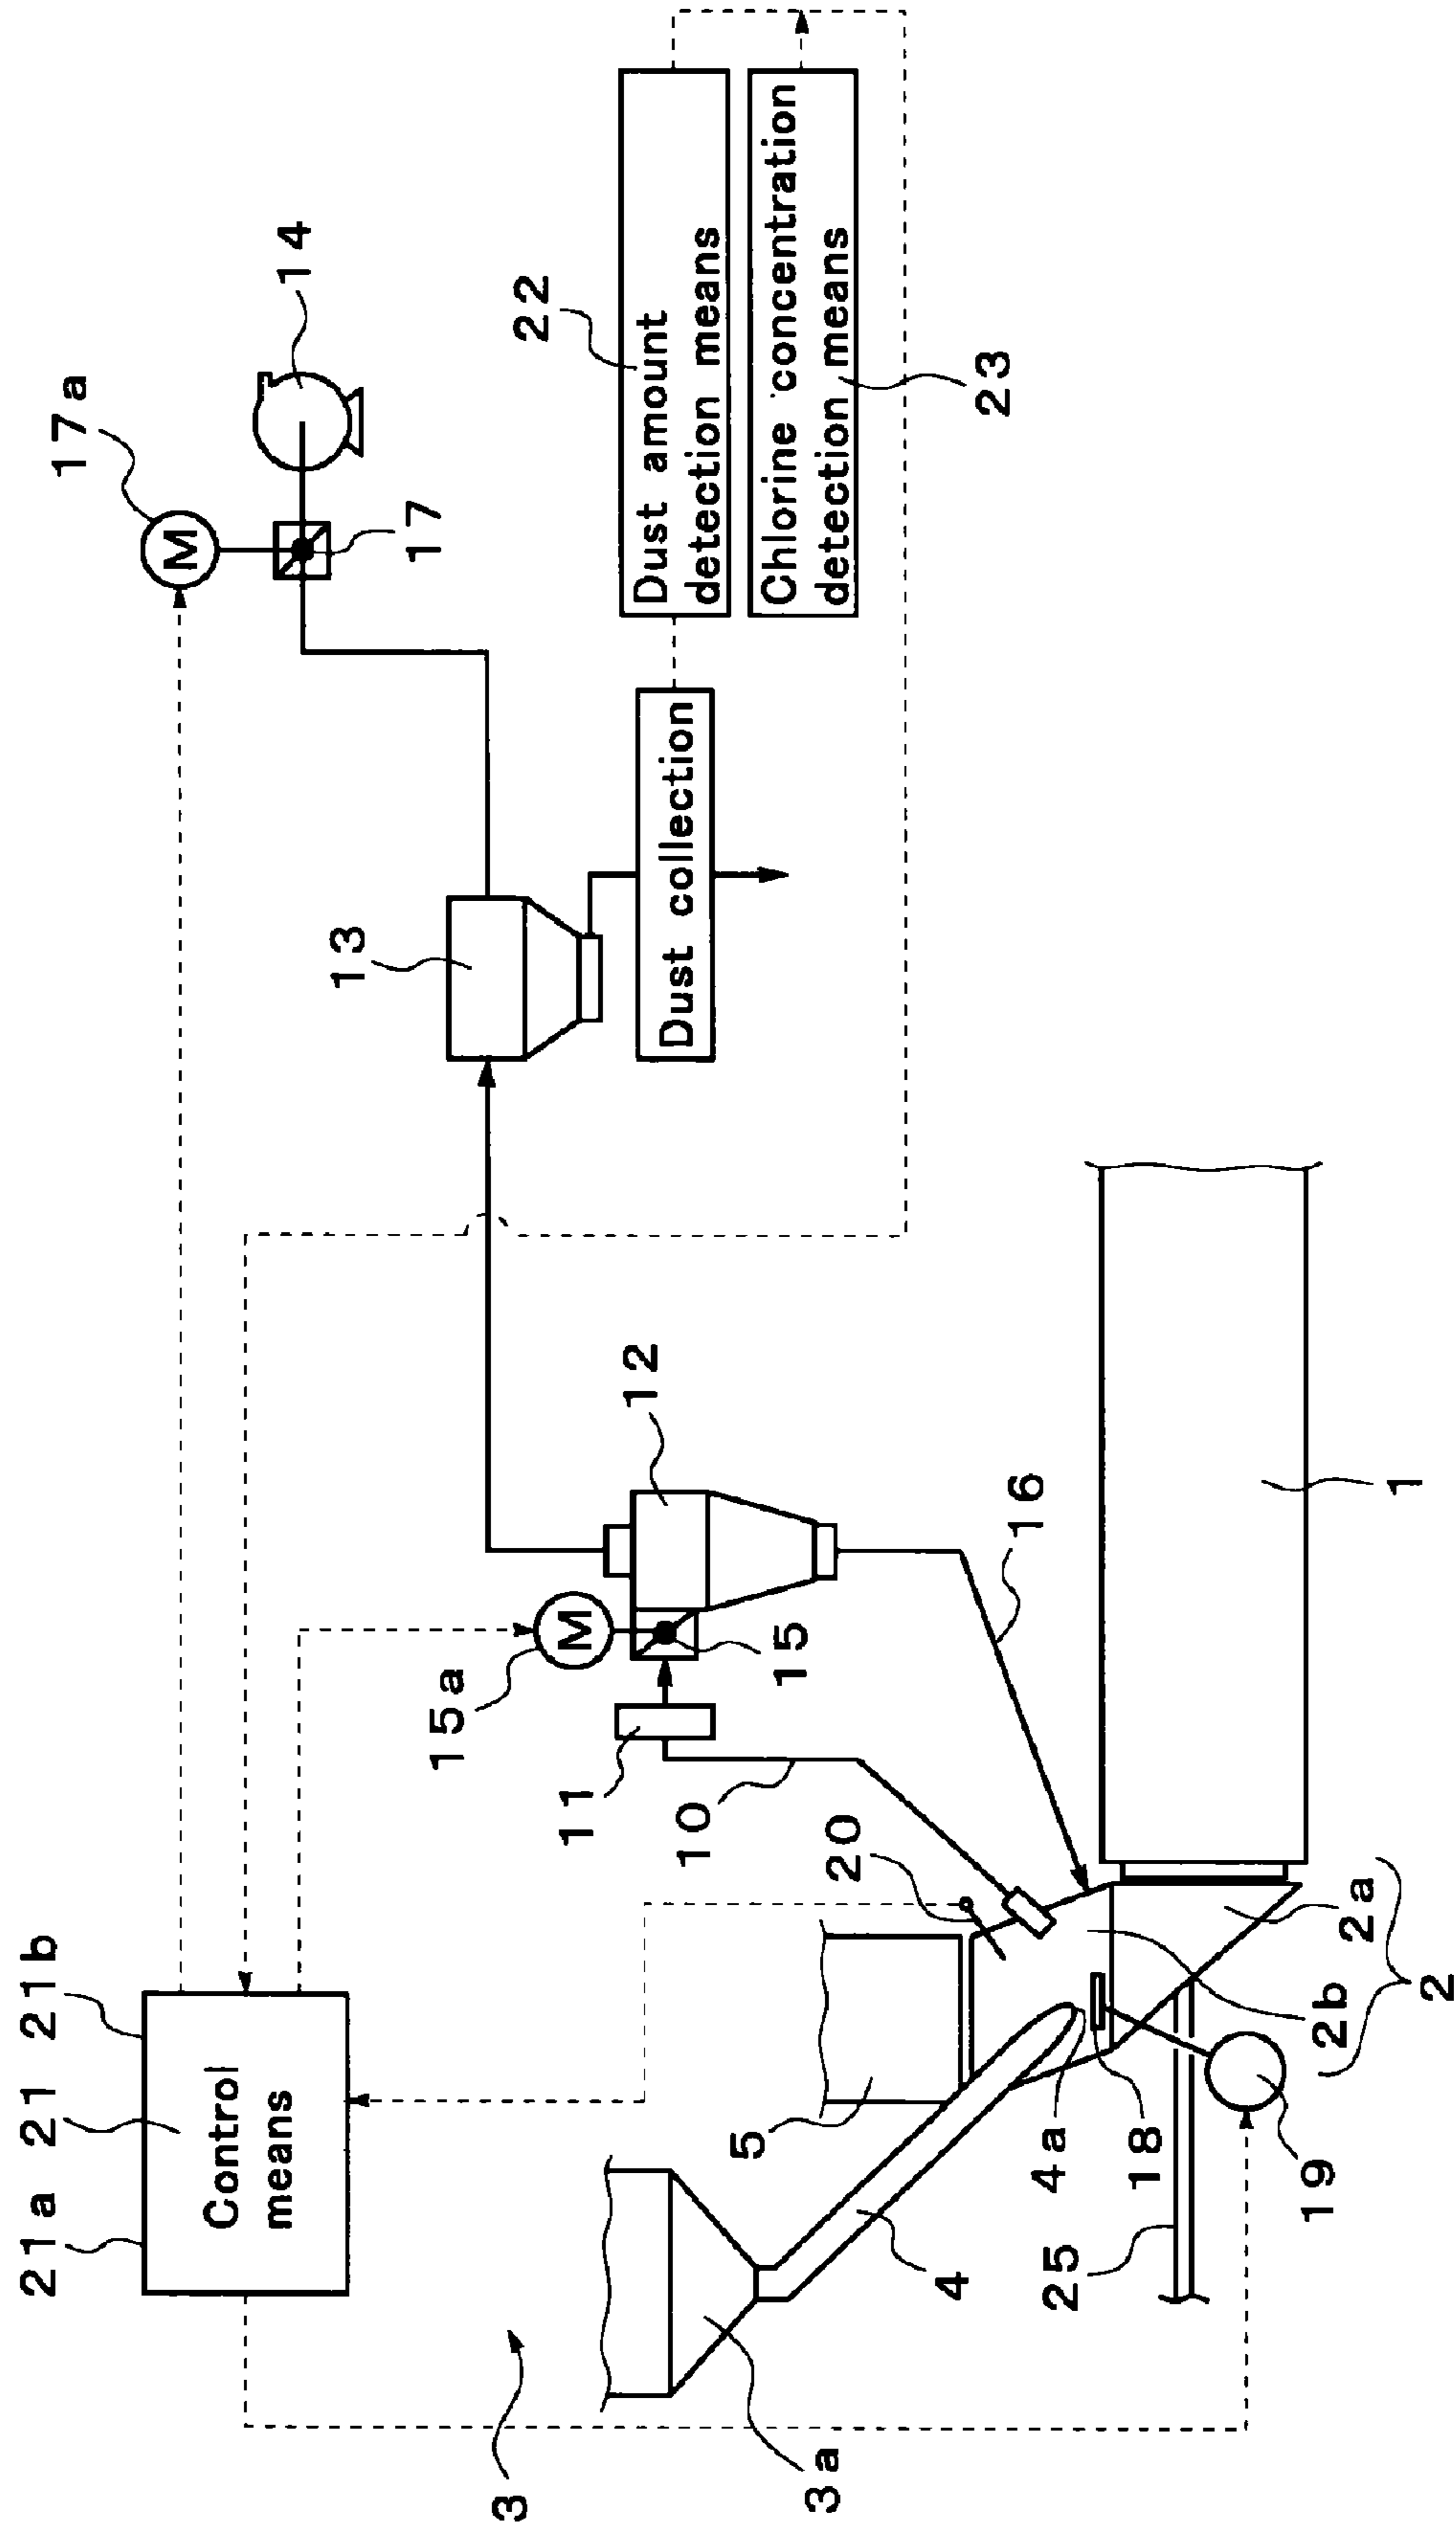 21a 21 21b
Control
means
17a
M
14
17
3
13
15a
M
12
22
Dust amount
detection means
Chlorine concentration
detection means
23
Dust collection
11
15
10
16
3a
5
20
4
4a
18
2b
2a
2
25
19
1